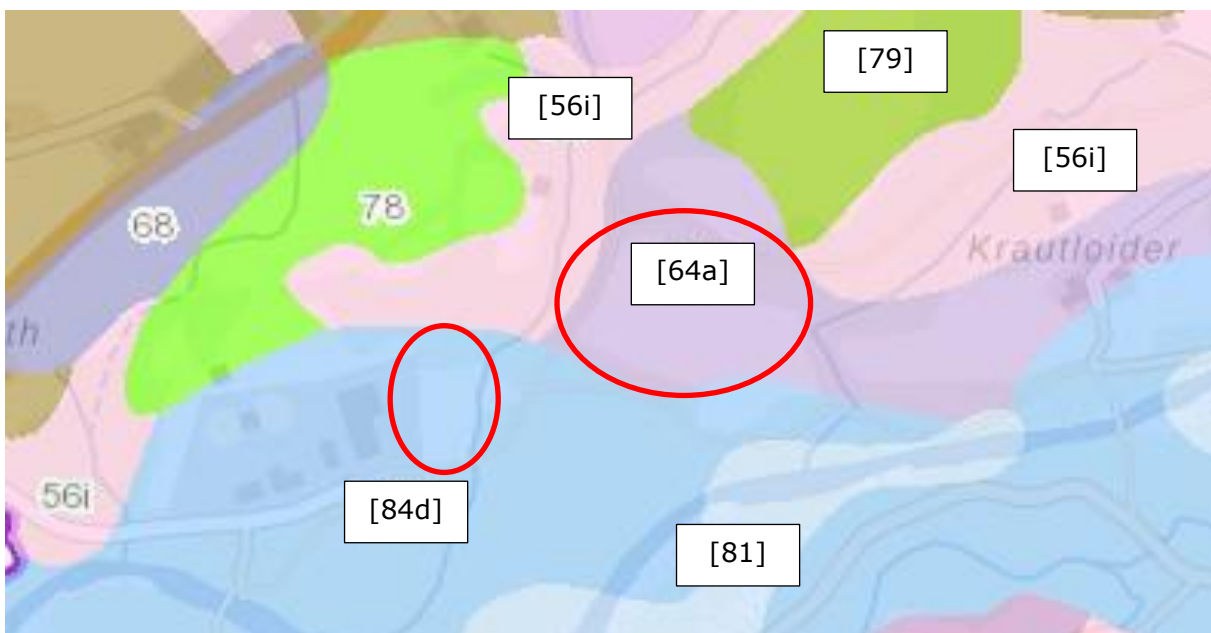 [79]
[56i]
[56i]
78
68
Krautloider
[64a]
th
56i
[84d]
[81]